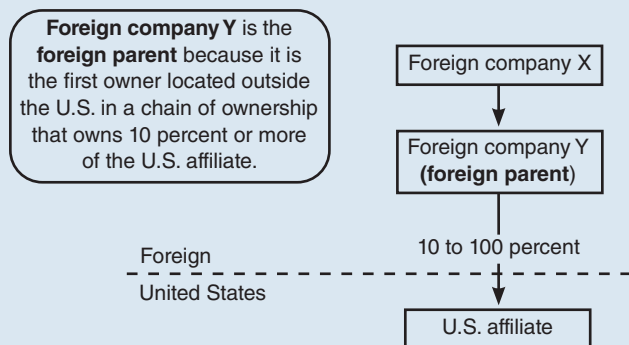 Foreign company Y is the
foreign parent because it is
the first owner located outside
the U.S. in a chain of ownership
that owns 10 percent or more
of the U.S. affiliate.
Foreign company X
Foreign company Y
(foreign parent)
10 to 100 percent
Foreign
United States
U.S. affiliate